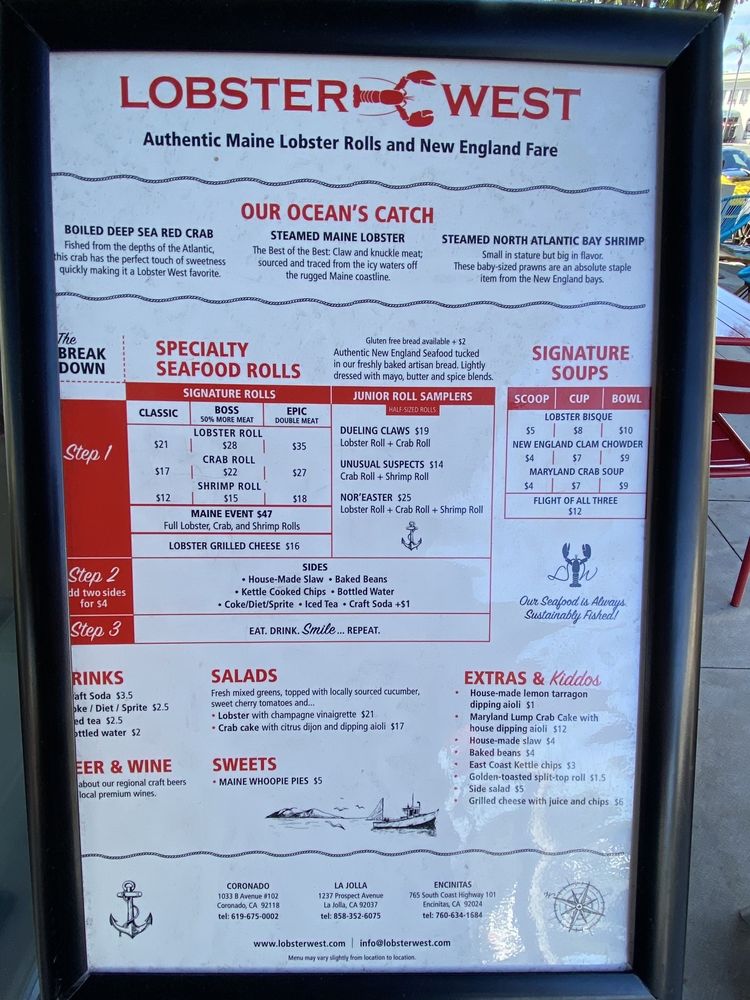 LOBSTER WEST
Authentic Maine Lobster Rolls and New England Fare
OUR OCEAN'S CATCH
BOILED DEEP SEA RED CRAB
Fished from the depths of the Atlantic,
this crab has the perfect touch of sweetness
quickly making it a Lobster West favorite.
STEAMED MAINE LOBSTER
The Best of the Best: Claw and knuckle meat;
sourced and traced from the icy waters off
the rugged Maine coastline.
STEAMED NORTH ATLANTIC BAY SHRIMP
Small in stature but big in flavor.
These baby-sized prawns are an absolute staple
item from the New England bays.
The
BREAK
DOWN
SPECIALTY
SEAFOOD ROLLS
Gluten free bread available + $2
Authentic New England Seafood tucked
in our freshly baked artisan bread. Lightly
dressed with mayo, butter and spice blends.
Step 1
SIGNATURE ROLLS
CLASSIC BOSS EPIC
50% MORE MEAT DOUBLE MEAT
LOBSTER ROLL
$21 $28 $35
CRAB ROLL
$17 $22 $27
SHRIMP ROLL
$12 $15 $18
MAINE EVENT $47
Full Lobster, Crab, and Shrimp Rolls
LOBSTER GRILLED CHEESE $16
JUNIOR ROLL SAMPLERS
HALF-SIZED ROLLS
DUELING CLAWS $19
Lobster Roll + Crab Roll
UNUSUAL SUSPECTS $14
Crab Roll + Shrimp Roll
NOR'EASTER $25
Lobster Roll + Crab Roll + Shrimp Roll
Step 2
dd two sides
for $4
SIDES
• House-Made Slaw • Baked Beans
• Kettle Cooked Chips • Bottled Water
• Coke/Diet/Sprite • Iced Tea • Craft Soda +$1
Step 3
EAT. DRINK. Smile... REPEAT.
SIGNATURE
SOUPS
SCOOP CUP BOWL
LOBSTER BISQUE
$5 $8 $10
NEW ENGLAND CLAM CHOWDER
$4 $7 $9
MARYLAND CRAB SOUP
$4 $7 $9
FLIGHT OF ALL THREE
$12
LW
Our Seafood is Always
Sustainably Fished!
RINKS
aft Soda $3.5
oke / Diet / Sprite $2.5
ed tea $2.5
ottled water $2
EER & WINE
about our regional craft beers
local premium wines.
SALADS
Fresh mixed greens, topped with locally sourced cucumber,
sweet cherry tomatoes and...
• Lobster with champagne vinaigrette $21
• Crab cake with citrus dijon and dipping aioli $17
SWEETS
• MAINE WHOOPIE PIES $5
EXTRAS & Kiddos
• House-made lemon tarragon
dipping aioli $1
• Maryland Lump Crab Cake with
house dipping aioli $12
• House-made slaw $4
• Baked beans $4
• East Coast Kettle chips $3
• Golden-toasted split-top roll $1.5
• Side salad $5
• Grilled cheese with juice and chips $6
CORONADO
1033 B Avenue #102
Coronado, CA 92118
tel: 619-675-0002
LA JOLLA
1237 Prospect Avenue
La Jolla, CA 92037
tel: 858-352-6075
ENCINITAS
765 South Coast Highway 101
Encinitas, CA 92024
tel: 760-634-1684
www.lobsterwest.com | info@lobsterwest.com
Menu may vary slightly from location to location.